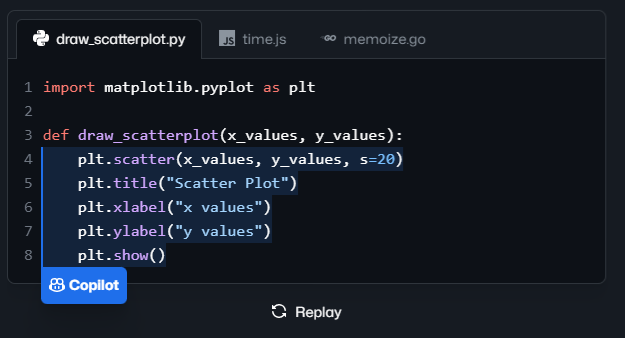 draw_scatterplot.py JS time.js GO memoize.go
1 import matplotlib.pyplot as plt
2
3 def draw_scatterplot(x_values, y_values):
4     plt.scatter(x_values, y_values, s=20)
5     plt.title("Scatter Plot")
6     plt.xlabel("x values")
7     plt.ylabel("y values")
8     plt.show()
Copilot
Replay